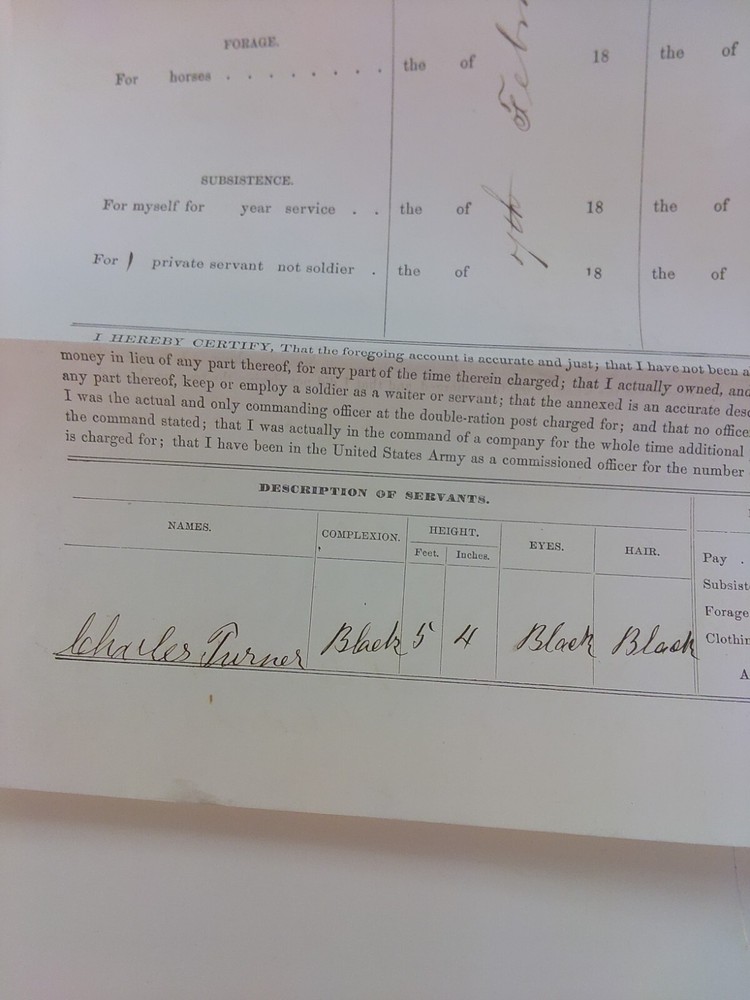 FORAGE.
For horses . . . . . . . . the of 18 the of
SUBSISTENCE.
For myself for year service . . the of 18 the of
For 1 private servant not soldier . the of 18 the of
7th Feb
I HEREBY CERTIFY, That the foregoing account is accurate and just; that I have not been a
money in lieu of any part thereof, for any part of the time therein charged; that I actually owned, and
any part thereof, keep or employ a soldier as a waiter or servant; that the annexed is an accurate desc
I was the actual and only commanding officer at the double-ration post charged for; and that no office
the command stated; that I was actually in the command of a company for the whole time additional
is charged for; that I have been in the United States Army as a commissioned officer for the number
DESCRIPTION OF SERVANTS.
NAMES. COMPLEXION. HEIGHT. EYES. HAIR.
Feet. Inches.
Charles Turner Black 5 4 Black Black
Pay .
Subsist
Forage
Clothin
A